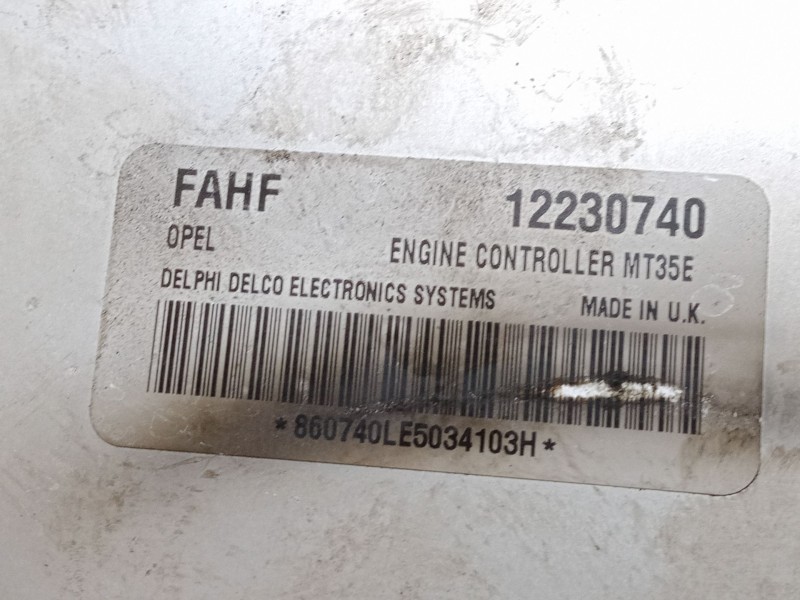 FAHF 12230740
OPEL ENGINE CONTROLLER MT35E
DELPHI DELCO ELECTRONICS SYSTEMS MADE IN U.K.
*860740LE5034103H*